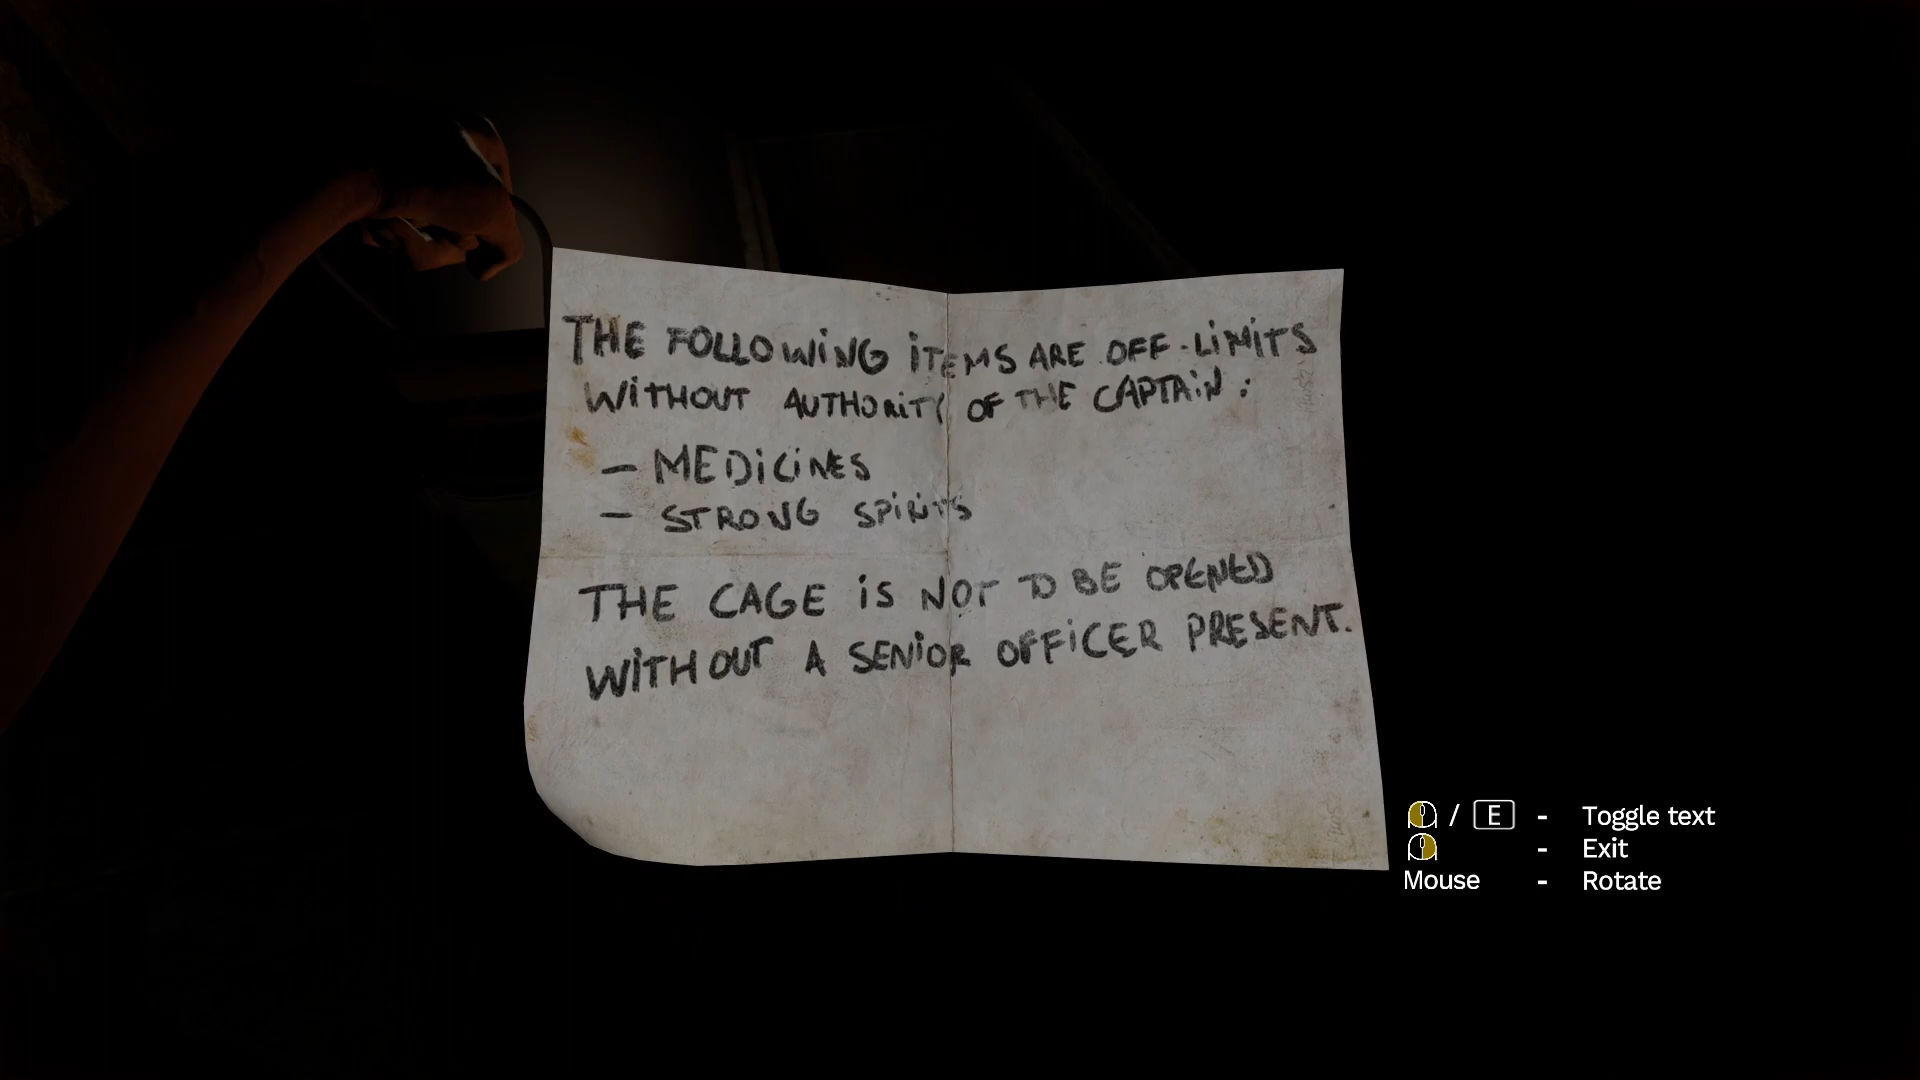 THE FOLLOWING ITEMS ARE OFF-LIMITS
WITHOUT AUTHORITY OF THE CAPTAIN:
— MEDICINES
— STRONG SPIRITS
THE CAGE IS NOT TO BE OPENED
WITHOUT A SENIOR OFFICER PRESENT.
/ E - Toggle text
- Exit
Mouse - Rotate